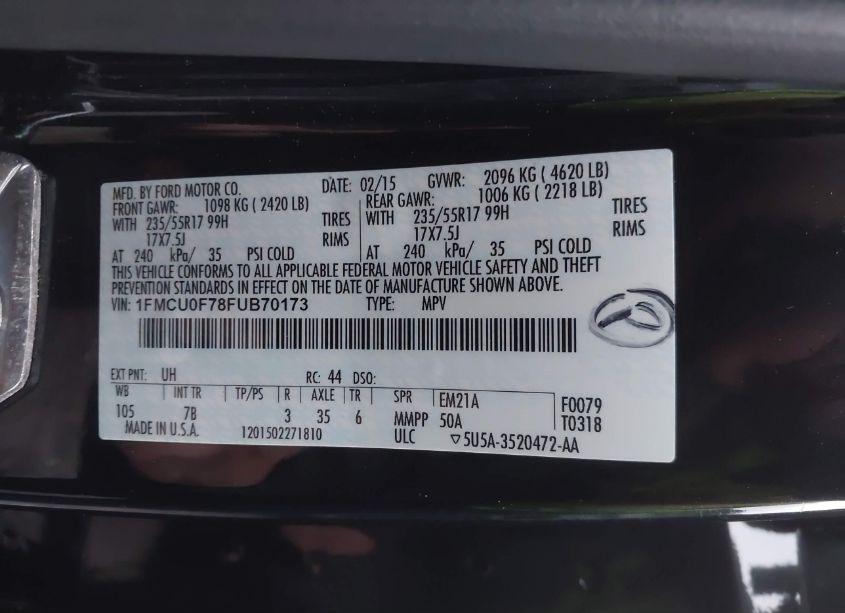 MFD. BY FORD MOTOR CO. DATE: 02/15 GVWR: 2096 KG ( 4620 LB)
FRONT GAWR: 1098 KG ( 2420 LB) REAR GAWR: 1006 KG ( 2218 LB)
WITH 235/55R17 99H TIRES WITH 235/55R17 99H TIRES
17X7.5J RIMS 17X7.5J RIMS
AT 240 kPa/ 35 PSI COLD AT 240 kPa/ 35 PSI COLD
THIS VEHICLE CONFORMS TO ALL APPLICABLE FEDERAL MOTOR VEHICLE SAFETY AND THEFT
PREVENTION STANDARDS IN EFFECT ON THE DATE OF MANUFACTURE SHOWN ABOVE.
VIN: 1FMCU0F78FUB70173 TYPE: MPV
EXT PNT: UH RC: 44 DSO:
WB INT TR TP/PS R AXLE TR SPR EM21A F0079
105 7B 3 35 6 MMPP 50A T0318
MADE IN U.S.A. 1201502271810 ULC ▽5U5A-3520472-AA